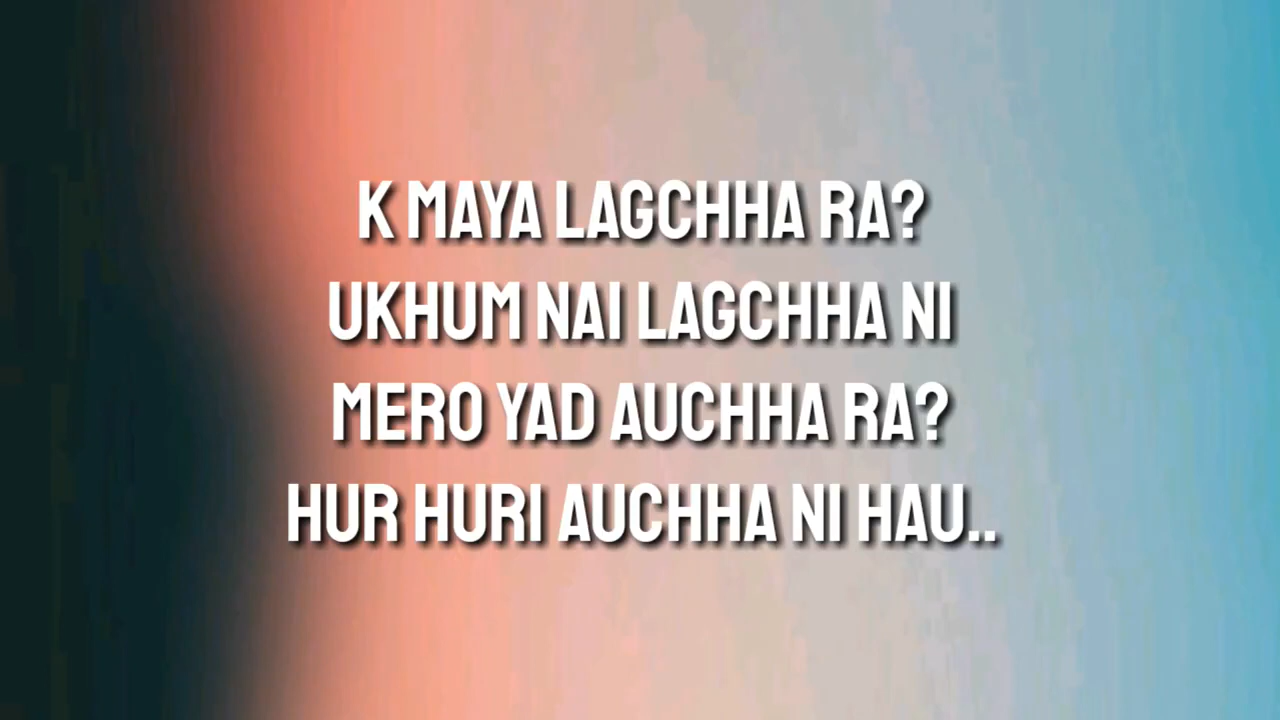 K MAYA LAGCHHA RA?
UKHUM NAI LAGCHHA NI
MERO YAD AUCHHA RA?
HUR HURI AUCHHA NI HAU..